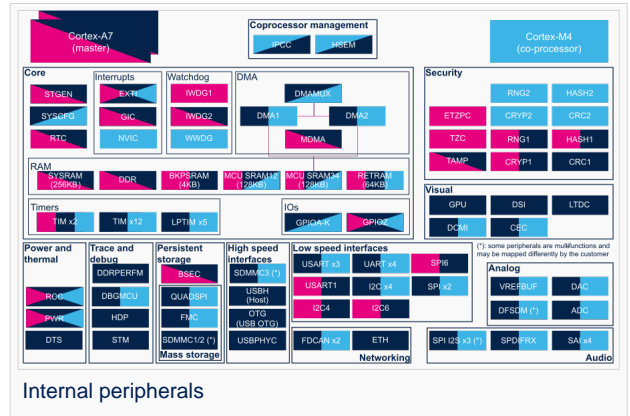 Cortex-A7
(master)
Coprocessor management
IPCC
HSEM
Cortex-M4
(co-processor)
Core
STGEN
SYSCFG
RTC
Interrupts
EXTI
GIC
NVIC
Watchdog
IWDG1
IWDG2
WWDG
DMA
DMAMUX
DMA1
DMA2
MDMA
RAM
SYSRAM
(256KB)
DDR
BKPSRAM
(4KB)
MCU SRAM12
(128KB)
MCU SRAM34
(128KB)
RETRAM
(64KB)
Timers
TIM x2
TIM x12
LPTIM x5
IOs
GPIOA-K
GPIOZ
Security
RNG2
HASH2
ETZPC
CRYP2
CRC2
TZC
RNG1
HASH1
TAMP
CRYP1
CRC1
Visual
GPU
DSI
LTDC
DCMI
CEC
(*): some peripherals are multifunctions and
may be mapped differently by the customer
Power and
thermal
ROC
PWR
DTS
Trace and
debug
DDRPERFM
DBGMCU
HDP
STM
Persistent
storage
BSEC
QUADSPI
FMC
SDMMC1/2 (*)
Mass storage
High speed
interfaces
SDMMC3 (*)
USBH
(Host)
OTG
(USB OTG)
USBPHYC
Low speed interfaces
USART x3
UART x4
SPI6
USART1
I2C x4
SPI x2
I2C4
I2C6
FDCAN x2
ETH
Networking
Analog
VREFBUF
DAC
DFSDM (*)
ADC
SPI I2S x3 (*)
SPDIFRX
SAI x4
Audio
Internal peripherals